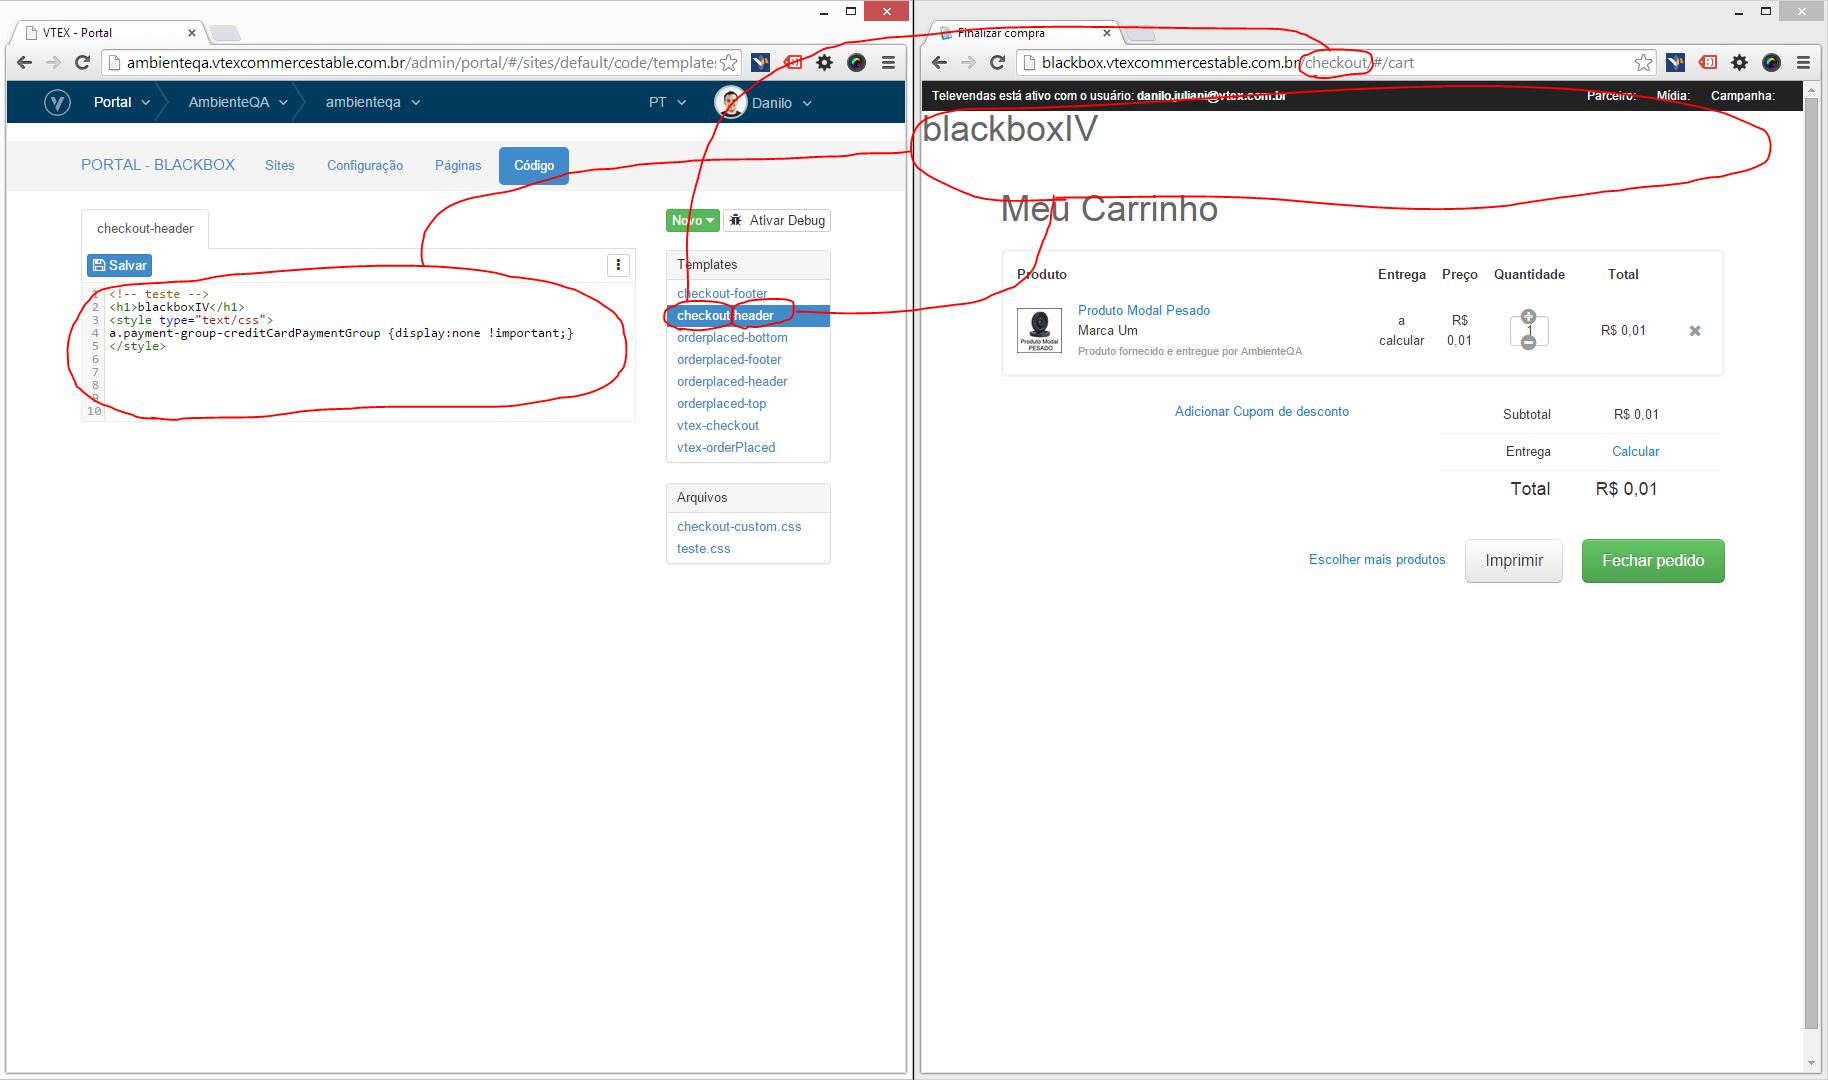 VTEX - Portal
ambienteqa.vtexcommercestable.com.br/admin/portal/#/sites/default/code/template
Portal
AmbienteQA
ambienteqa
PT
Danilo
PORTAL - BLACKBOX
Sites
Configuração
Páginas
Código
checkout-header
Novo
Ativar Debug
Salvar
1 <!-- teste -->
2 <h1>blackboxIV</h1>
3 <style type="text/css">
4 a.payment-group-creditCardPaymentGroup {display:none !important;}
5 </style>
6
7
8
9
10
Templates
checkout-footer
checkout-header
orderplaced-bottom
orderplaced-footer
orderplaced-header
orderplaced-top
vtex-checkout
vtex-orderPlaced
Arquivos
checkout-custom.css
teste.css
Finalizar compra
blackbox.vtexcommercestable.com.br/checkout/#/cart
Televendas está ativo com o usuário: danilo.juliani@vtex.com.br
Parceiro:
Mídia:
Campanha:
blackboxIV
Meu Carrinho
Produto
Entrega
Preço
Quantidade
Total
Produto Modal PESADO
Produto Modal Pesado
Marca Um
Produto fornecido e entregue por AmbienteQA
a calcular
R$ 0,01
1
R$ 0,01
Adicionar Cupom de desconto
Subtotal
R$ 0,01
Entrega
Calcular
Total
R$ 0,01
Escolher mais produtos
Imprimir
Fechar pedido